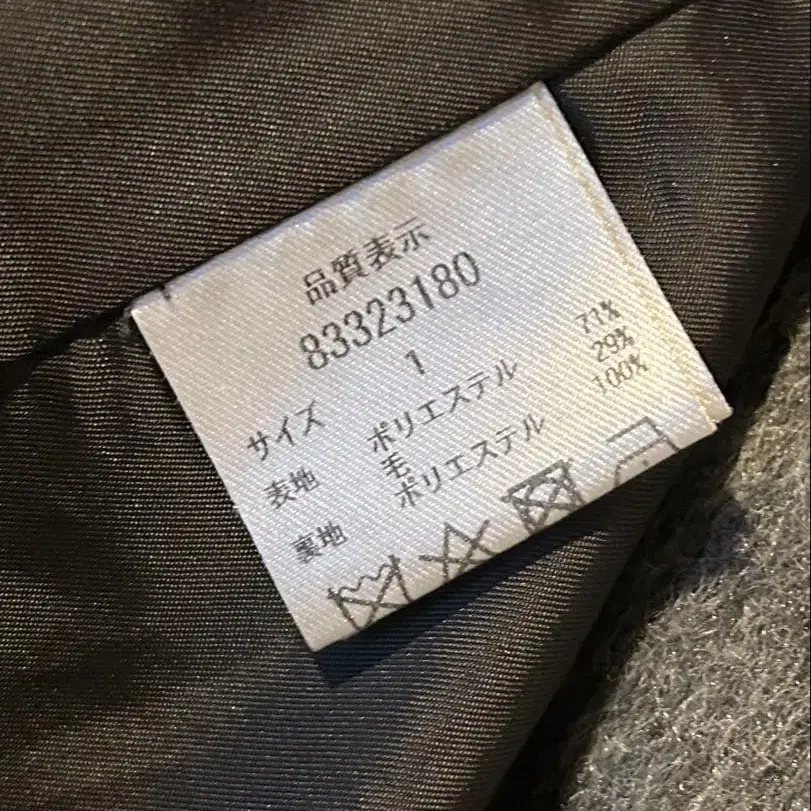 品質表示
83323180
サイズ 1
表地 ポリエステル 71%
毛 29%
裏地 ポリエステル 100%